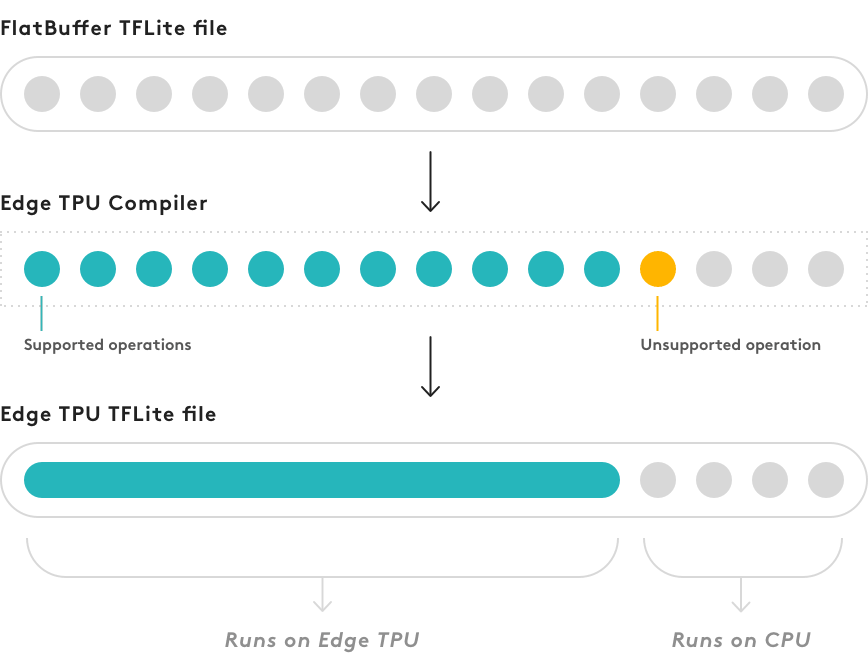 FlatBuffer TFLite file
Edge TPU Compiler
Supported operations
Unsupported operation
Edge TPU TFLite file
Runs on Edge TPU
Runs on CPU